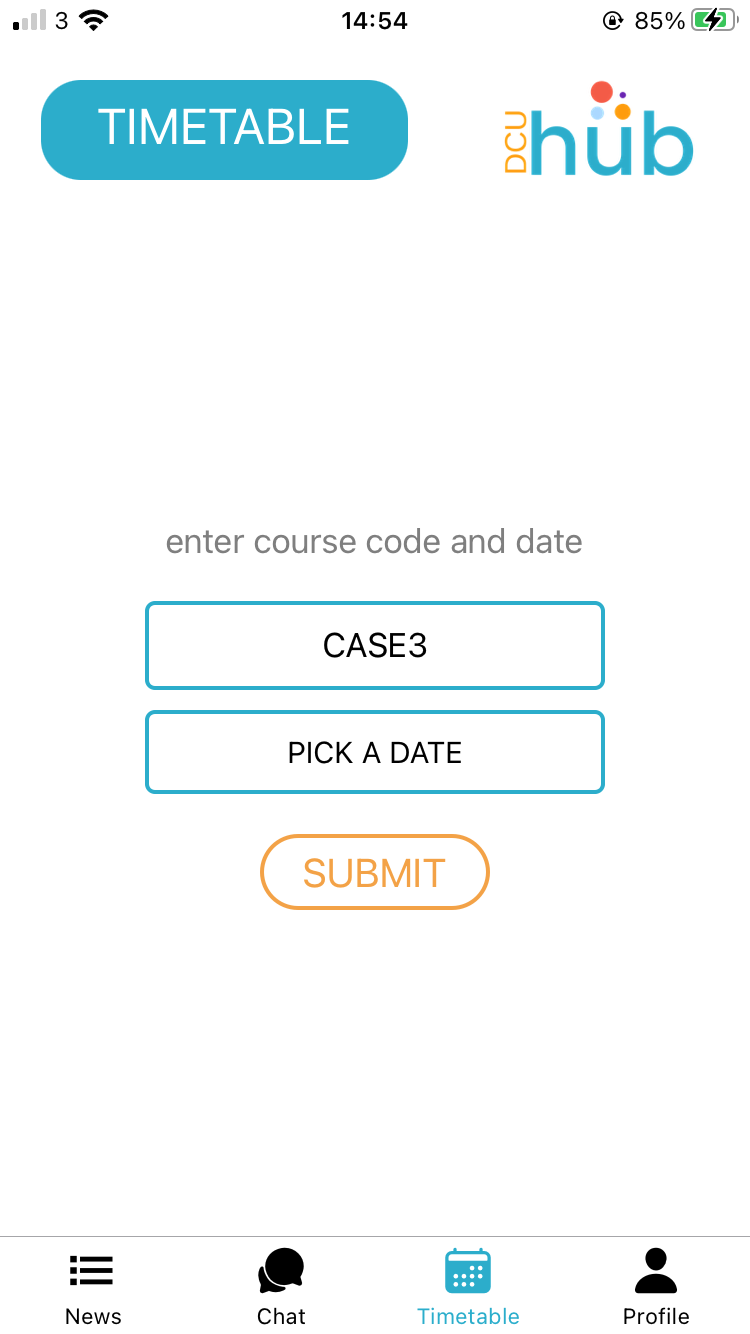 3
14:54
85%
TIMETABLE
DCU
hub
enter course code and date
CASE3
PICK A DATE
SUBMIT
News
Chat
Timetable
Profile